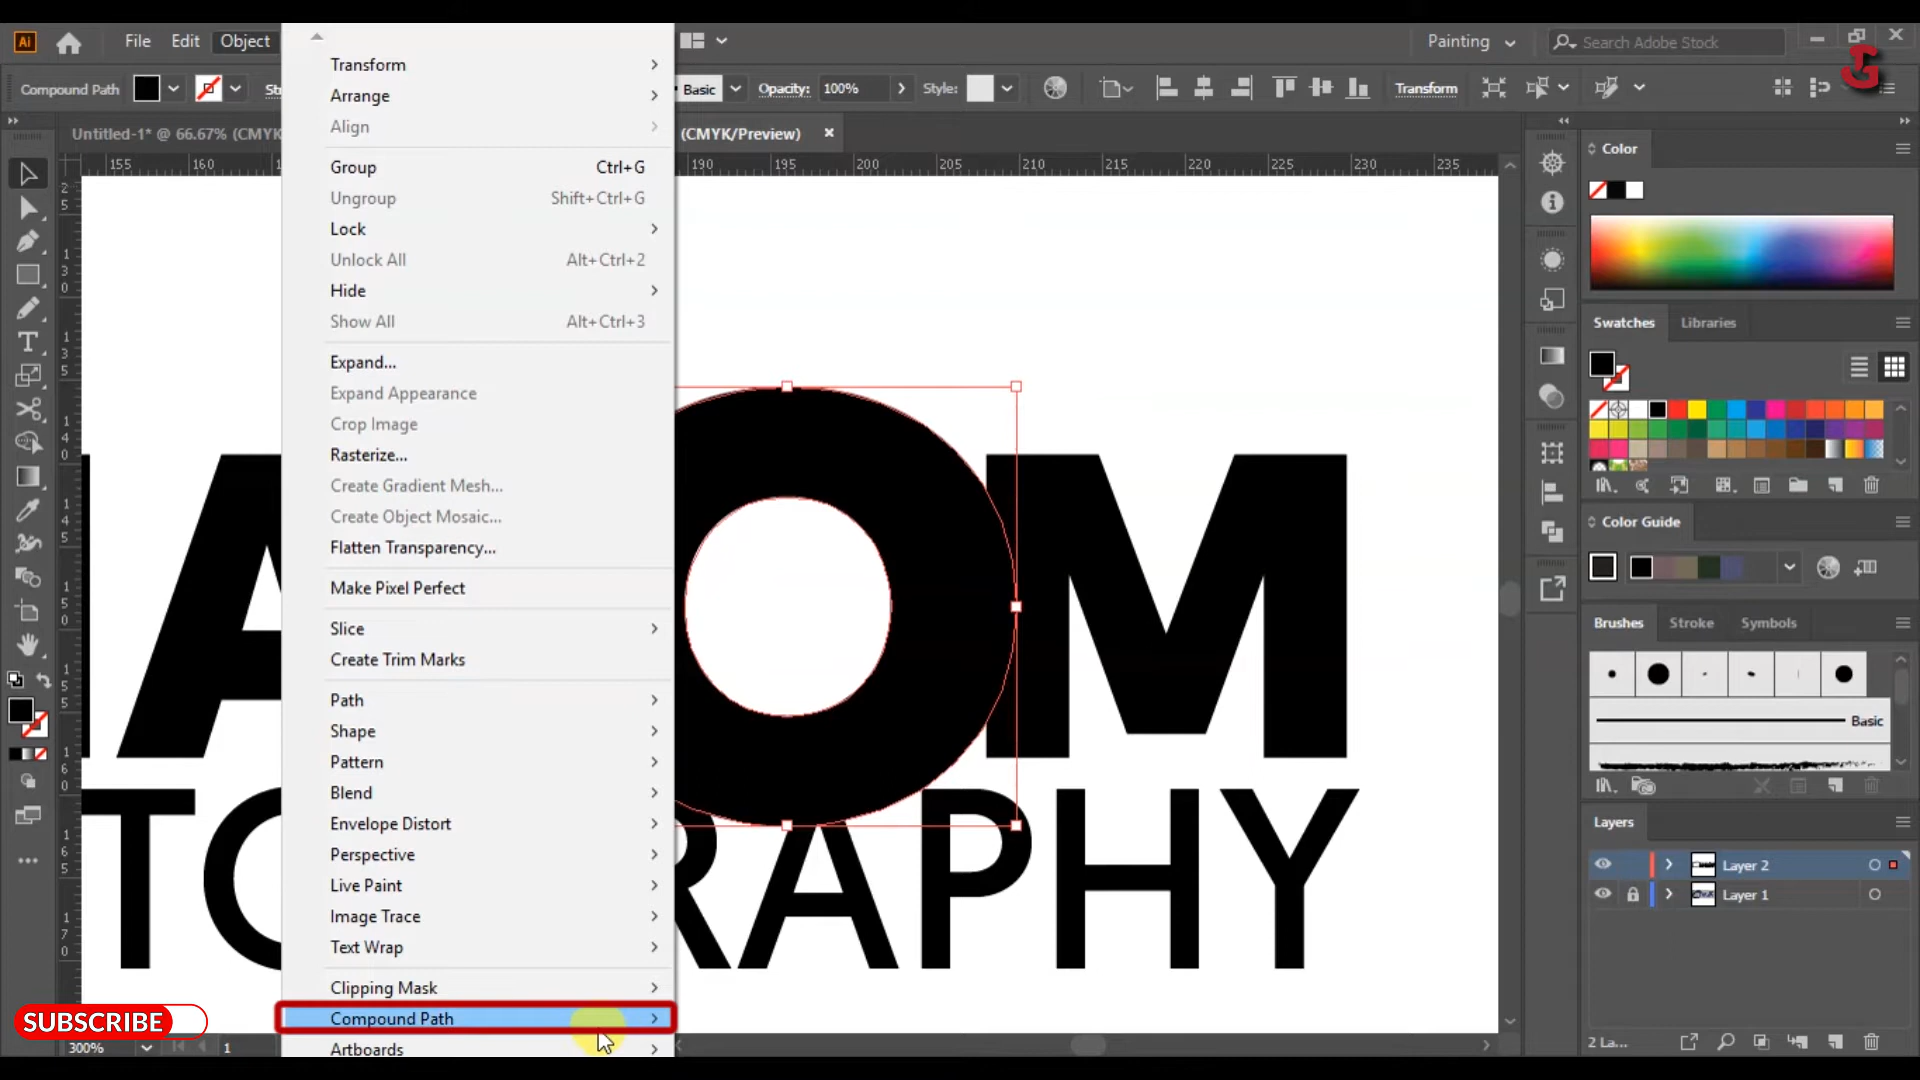 Ai File Edit Object Painting Search Adobe Stock
Compound Path Basic Opacity: 100% Style: Transform
Untitled-1* @ 66.67% (CMYK (CMYK/Preview)
155 160 190 195 200 205 210 215 220 225 230 235
Transform
Arrange
Align
Group Ctrl+G
Ungroup Shift+Ctrl+G
Lock
Unlock All Alt+Ctrl+2
Hide
Show All Alt+Ctrl+3
Expand...
Expand Appearance
Crop Image
Rasterize...
Create Gradient Mesh...
Create Object Mosaic...
Flatten Transparency...
Make Pixel Perfect
Slice
Create Trim Marks
Path
Shape
Pattern
Blend
Envelope Distort
Perspective
Live Paint
Image Trace
Text Wrap
Clipping Mask
Compound Path
Artboards
A OM
TO RAPHY
Color
Swatches Libraries
Color Guide
Brushes Stroke Symbols
Basic
Layers
Layer 2
Layer 1
2 La...
SUBSCRIBE
300% 1